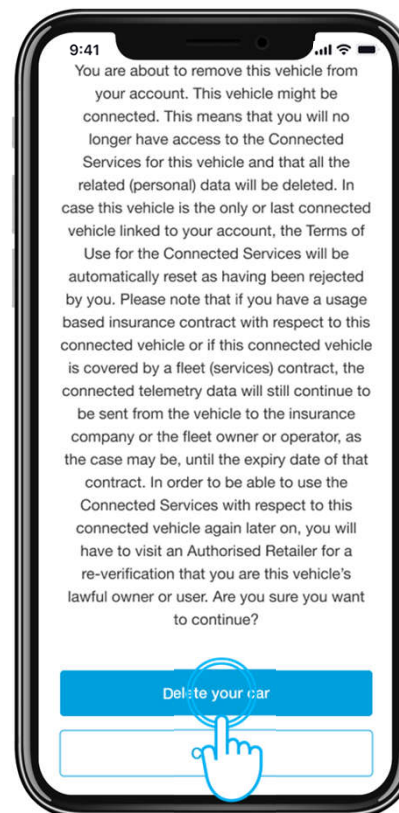 9:41
You are about to remove this vehicle from
your account. This vehicle might be
connected. This means that you will no
longer have access to the Connected
Services for this vehicle and that all the
related (personal) data will be deleted. In
case this vehicle is the only or last connected
vehicle linked to your account, the Terms of
Use for the Connected Services will be
automatically reset as having been rejected
by you. Please note that if you have a usage
based insurance contract with respect to this
connected vehicle or if this connected vehicle
is covered by a fleet (services) contract, the
connected telemetry data will still continue to
be sent from the vehicle to the insurance
company or the fleet owner or operator, as
the case may be, until the expiry date of that
contract. In order to be able to use the
Connected Services with respect to this
connected vehicle again later on, you will
have to visit an Authorised Retailer for a
re-verification that you are this vehicle's
lawful owner or user. Are you sure you want
to continue?
Delete your car